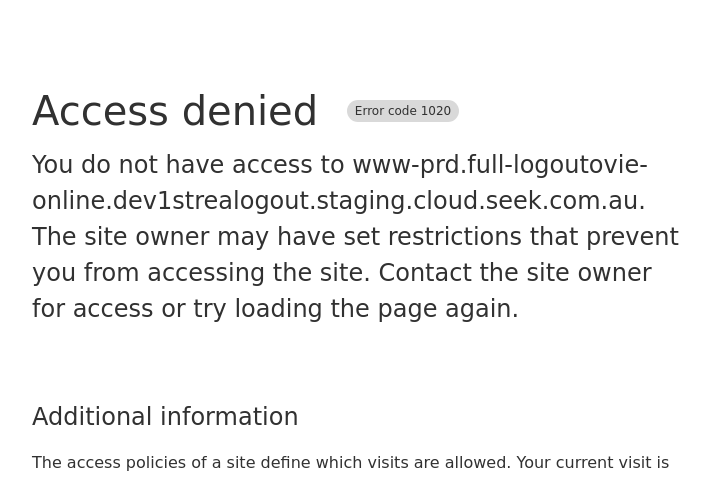 Access denied
Error code 1020
You do not have access to www-prd.full-logoutovie-
online.dev1strealogout.staging.cloud.seek.com.au.
The site owner may have set restrictions that prevent
you from accessing the site. Contact the site owner
for access or try loading the page again.
Additional information
The access policies of a site define which visits are allowed. Your current visit is